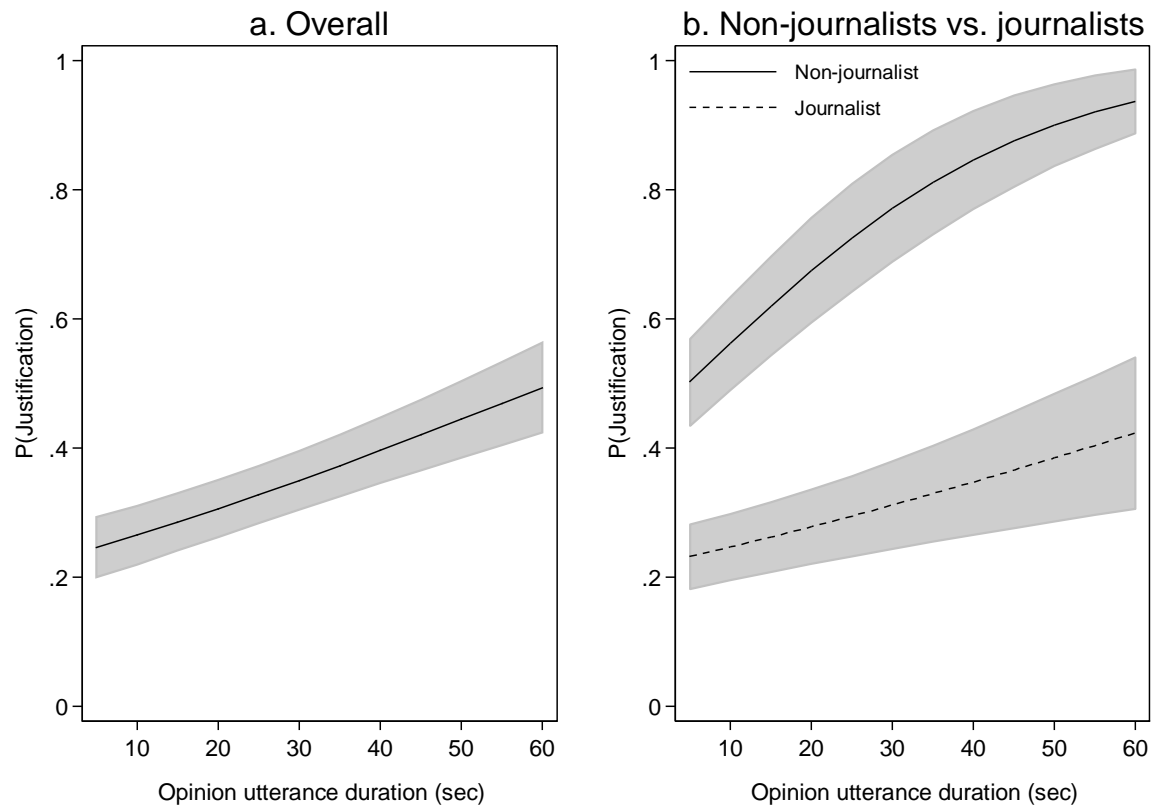 a. Overall
P(Justification)
1
.8
.6
.4
.2
0
10 20 30 40 50 60
Opinion utterance duration (sec)
b. Non-journalists vs. journalists
Non-journalist
Journalist
P(Justification)
1
.8
.6
.4
.2
0
10 20 30 40 50 60
Opinion utterance duration (sec)